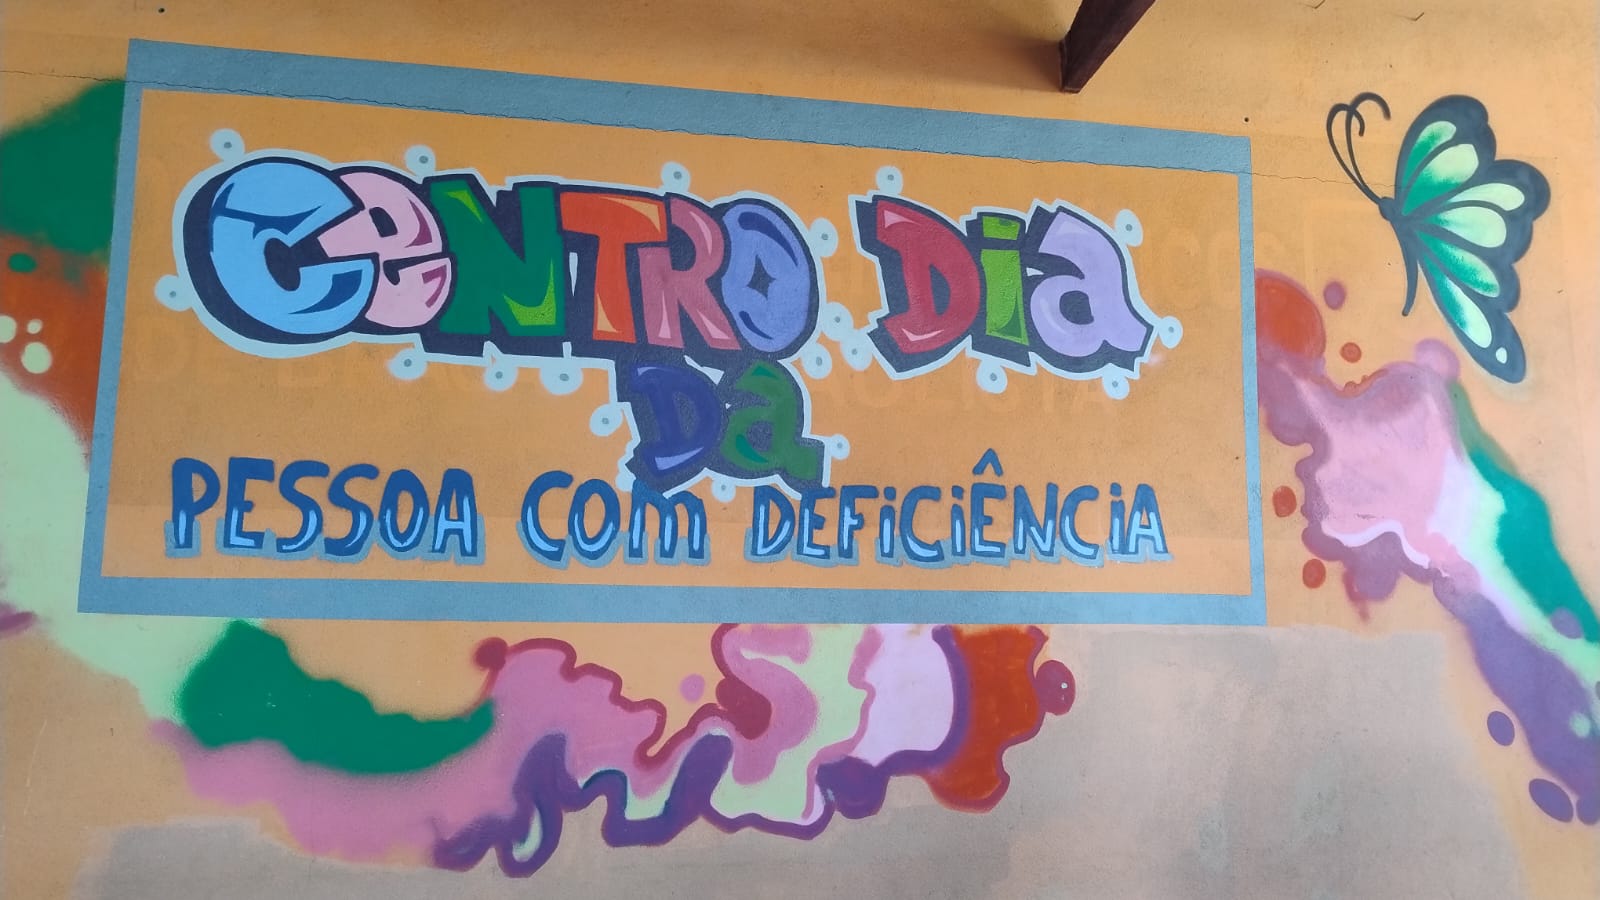 CeNTRO DiA
Da
PESSOA COM DEFiCiÊNCiA